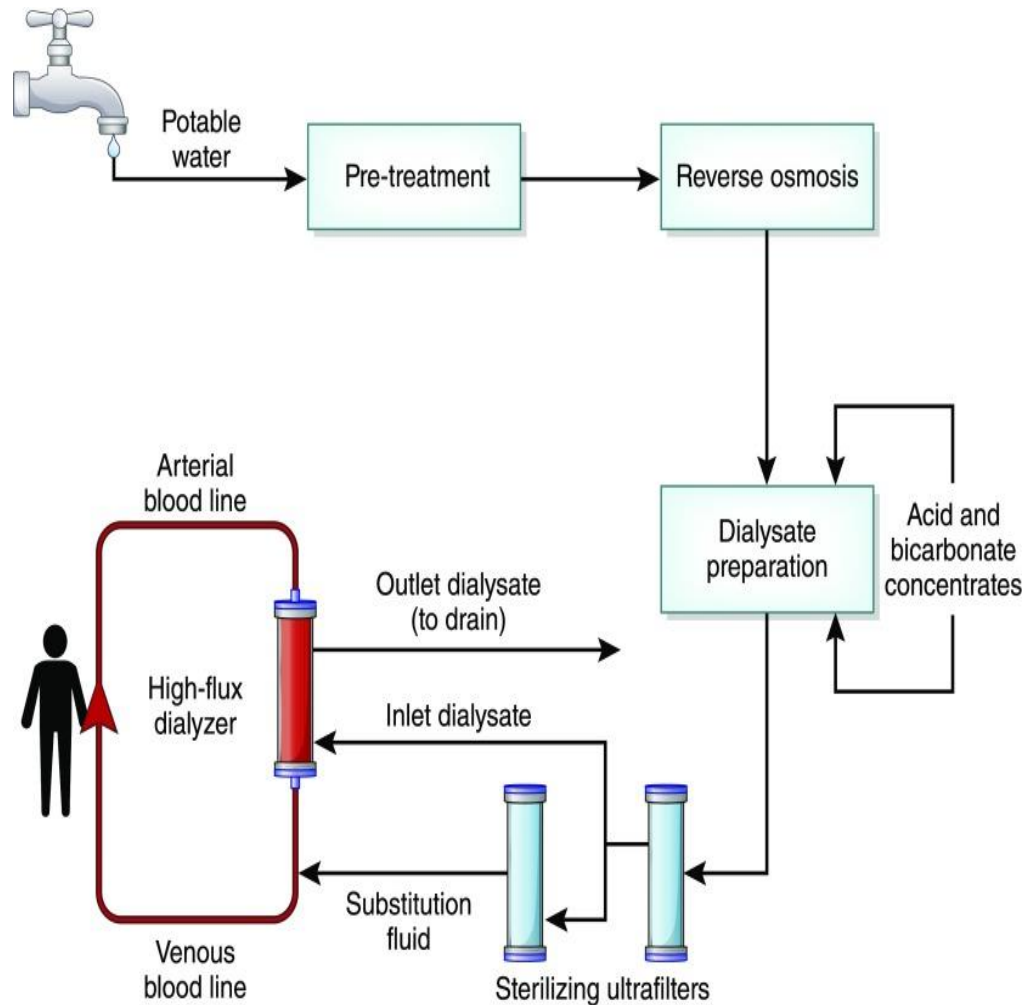 Potable
water
Pre-treatment
Reverse osmosis
Arterial
blood line
Dialysate
preparation
Acid and
bicarbonate
concentrates
Outlet dialysate
(to drain)
High-flux
dialyzer
Inlet dialysate
Substitution
fluid
Venous
blood line
Sterilizing ultrafilters